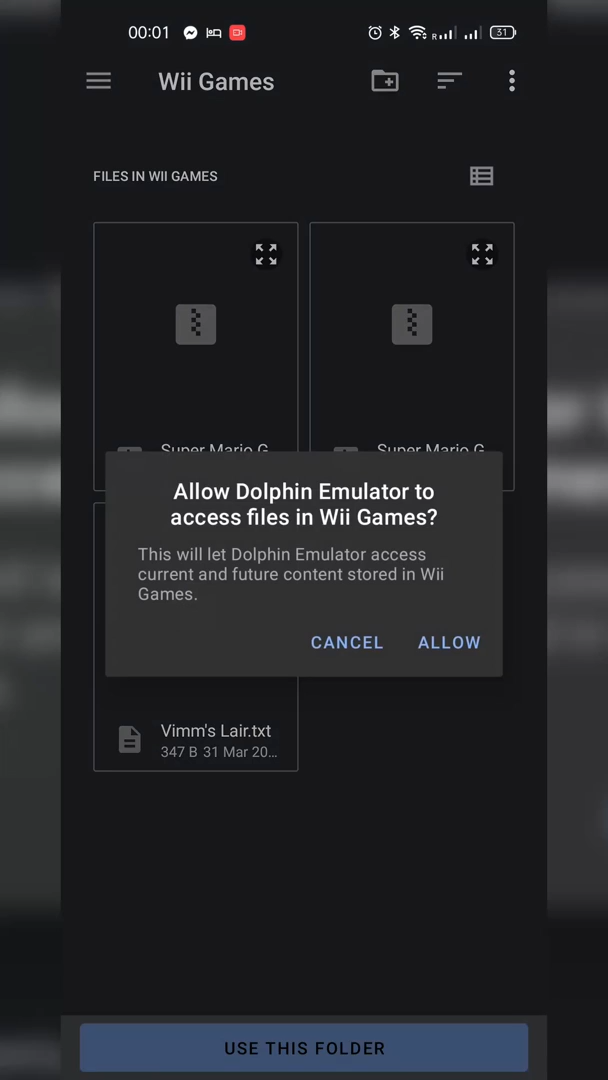 00:01
R
31
Wii Games
FILES IN WII GAMES
Super Mario G
Super Mario G
Allow Dolphin Emulator to
access files in Wii Games?
This will let Dolphin Emulator access
current and future content stored in Wii
Games.
CANCEL
ALLOW
Vimm's Lair.txt
347 B 31 Mar 20...
USE THIS FOLDER